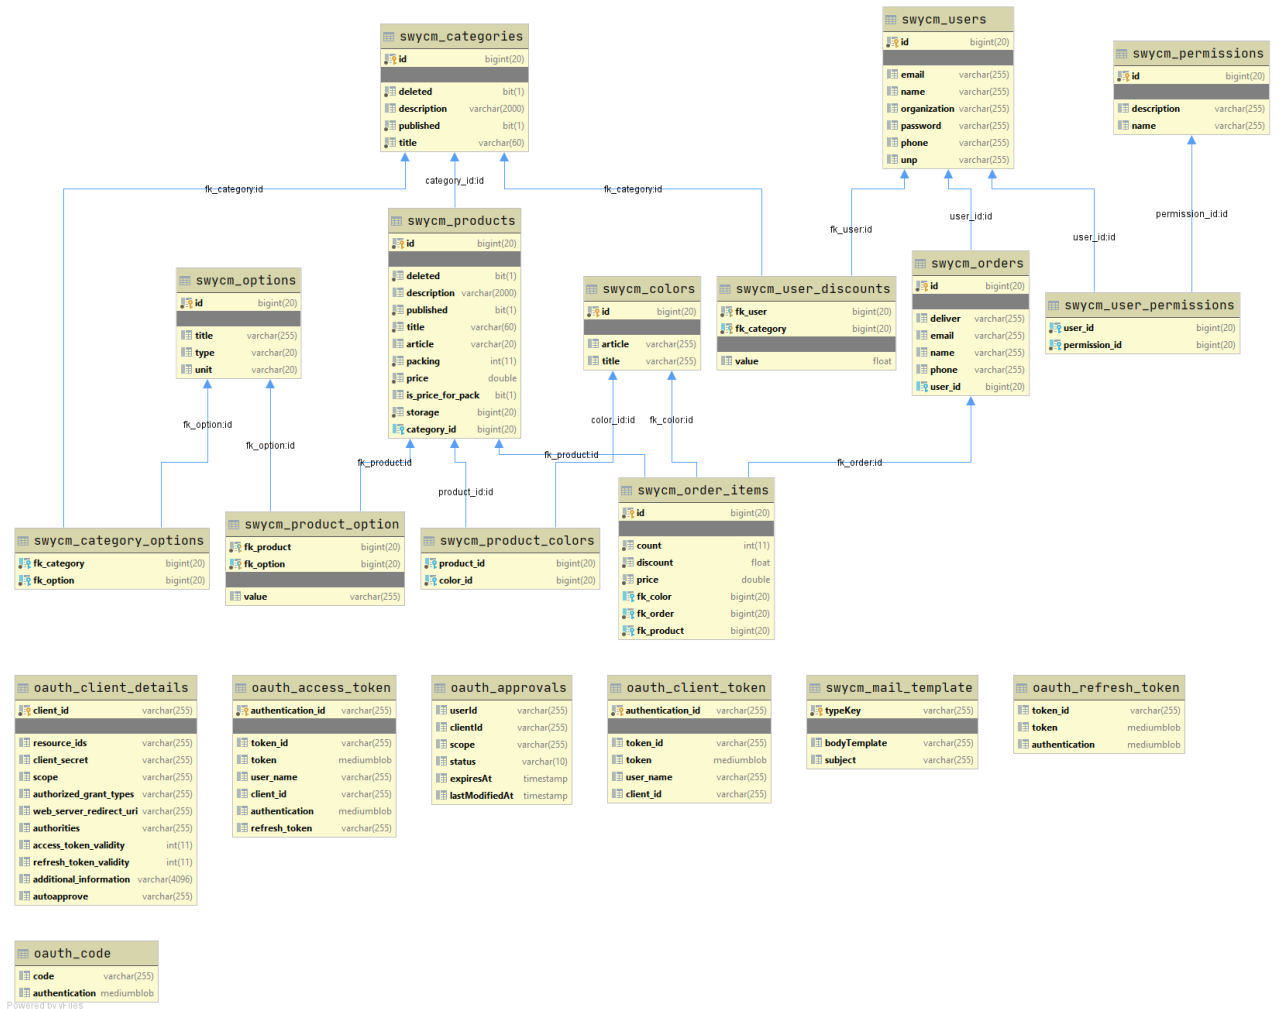 swycm_categories
id bigint(20)
deleted bit(1)
description varchar(2000)
published bit(1)
title varchar(60)
swycm_users
id bigint(20)
email varchar(255)
name varchar(255)
organization varchar(255)
password varchar(255)
phone varchar(255)
unp varchar(255)
swycm_permissions
id bigint(20)
description varchar(255)
name varchar(255)
fk_category:id
category_id:id
fk_category:id
fk_user:id
user_id:id
user_id:id
permission_id:id
swycm_products
id bigint(20)
deleted bit(1)
description varchar(2000)
published bit(1)
title varchar(60)
article varchar(20)
packing int(11)
price double
is_price_for_pack bit(1)
storage bigint(20)
category_id bigint(20)
swycm_options
id bigint(20)
title varchar(255)
type varchar(20)
unit varchar(20)
swycm_colors
id bigint(20)
article varchar(255)
title varchar(255)
swycm_user_discounts
fk_user bigint(20)
fk_category bigint(20)
value float
swycm_orders
id bigint(20)
deliver varchar(255)
email varchar(255)
name varchar(255)
phone varchar(255)
user_id bigint(20)
swycm_user_permissions
user_id bigint(20)
permission_id bigint(20)
fk_option:id
fk_option:id
fk_product:id
product_id:id
fk_product:id
color_id:id
fk_color:id
fk_order:id
swycm_category_options
fk_category bigint(20)
fk_option bigint(20)
swycm_product_option
fk_product bigint(20)
fk_option bigint(20)
value varchar(255)
swycm_product_colors
product_id bigint(20)
color_id bigint(20)
swycm_order_items
id bigint(20)
count int(11)
discount float
price double
fk_color bigint(20)
fk_order bigint(20)
fk_product bigint(20)
oauth_client_details
client_id varchar(255)
resource_ids varchar(255)
client_secret varchar(255)
scope varchar(255)
authorized_grant_types varchar(255)
web_server_redirect_uri varchar(255)
authorities varchar(255)
access_token_validity int(11)
refresh_token_validity int(11)
additional_information varchar(4096)
autoapprove varchar(255)
oauth_access_token
authentication_id varchar(255)
token_id varchar(255)
token mediumblob
user_name varchar(255)
client_id varchar(255)
authentication mediumblob
refresh_token varchar(255)
oauth_approvals
userId varchar(255)
clientId varchar(255)
scope varchar(255)
status varchar(10)
expiresAt timestamp
lastModifiedAt timestamp
oauth_client_token
authentication_id varchar(255)
token_id varchar(255)
token mediumblob
user_name varchar(255)
client_id varchar(255)
swycm_mail_template
typeKey varchar(255)
bodyTemplate varchar(255)
subject varchar(255)
oauth_refresh_token
token_id varchar(255)
token mediumblob
authentication mediumblob
oauth_code
code varchar(255)
authentication mediumblob
Powered by yFiles